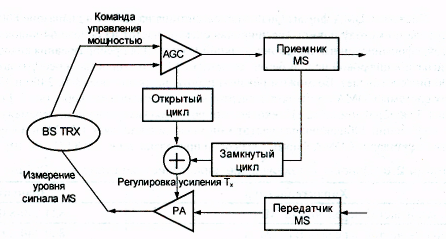 Команда
управления
мощностью
AGC
Приемник
MS
Открытый
цикл
BS TRX
Замкнутый
цикл
Измерение
уровня
сигнала MS
Регулировка усиления Tx
PA
Передатчик
MS